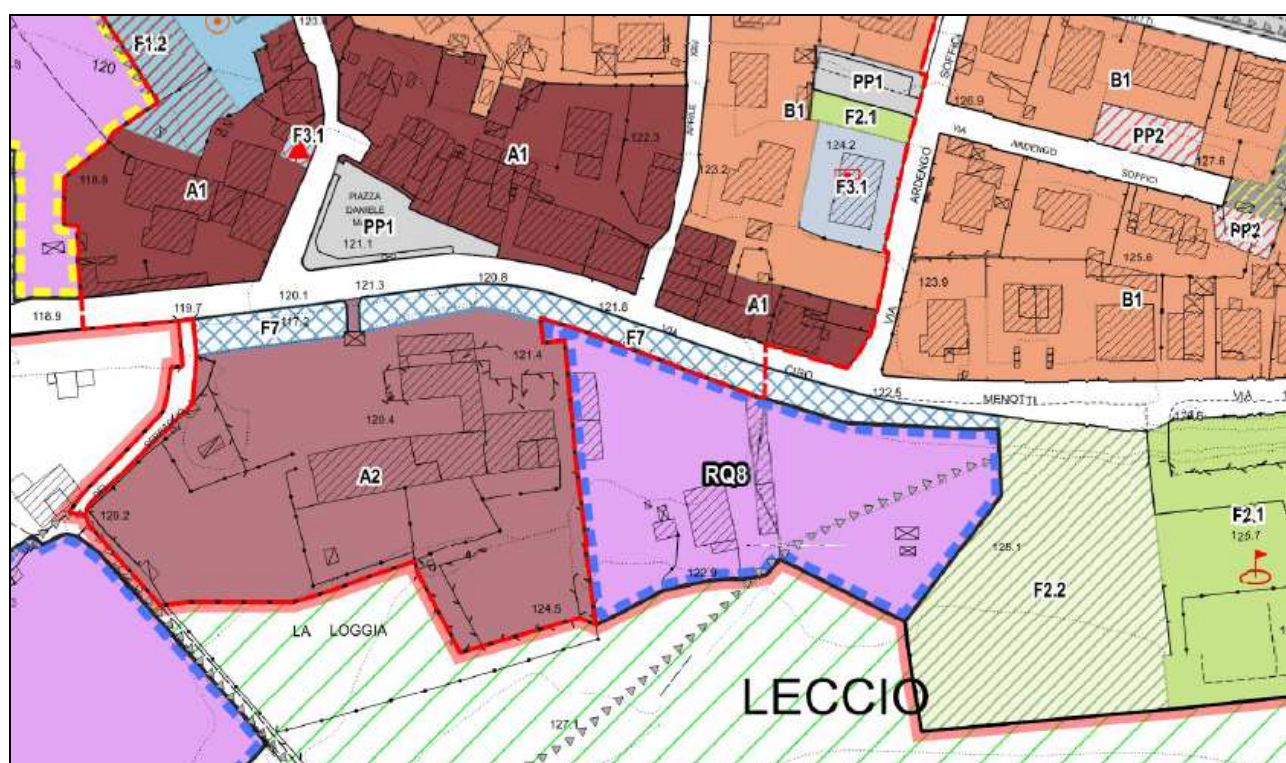 F1.2
120
F3.1
118.8
A1
A1
122.3
PIAZZA
DANIELE
PP1
121.1
APRILE
123.2
B1
PP1
F2.1
124.2
F3.1
SOFFICI
ARDENGO
VIA
126.9
B1
PP2
VIA
ARDENGO
SOFFICI
127.6
PP2
125.6
B1
123.9
A1
118.9
119.7
120.1
121.3
120.8
121.8
F7
F7
VIA
CIRO
122.5
MENOTTI
VIA
121.4
120.4
A2
120.2
124.5
RQ8
122.9
125.1
F2.2
F2.1
125.7
LA LOGGIA
LECCIO
127.1